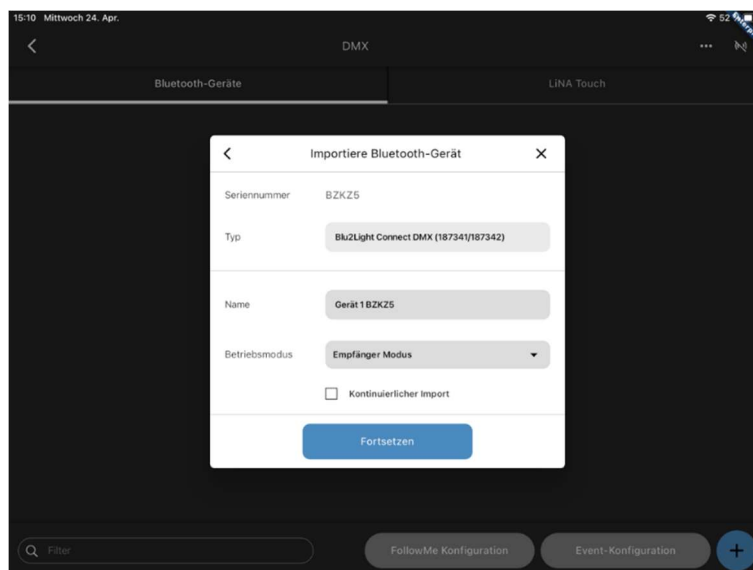 15:10 Mittwoch 24. Apr.
52
DMX
Bluetooth-Geräte
LiNA Touch
Importiere Bluetooth-Gerät
Seriennummer BZKZ5
Typ Blu2Light Connect DMX (187341/187342)
Name Gerät 1 BZKZ5
Betriebsmodus Empfänger Modus
Kontinuierlicher Import
Fortsetzen
Filter
FollowMe Konfiguration
Event-Konfiguration